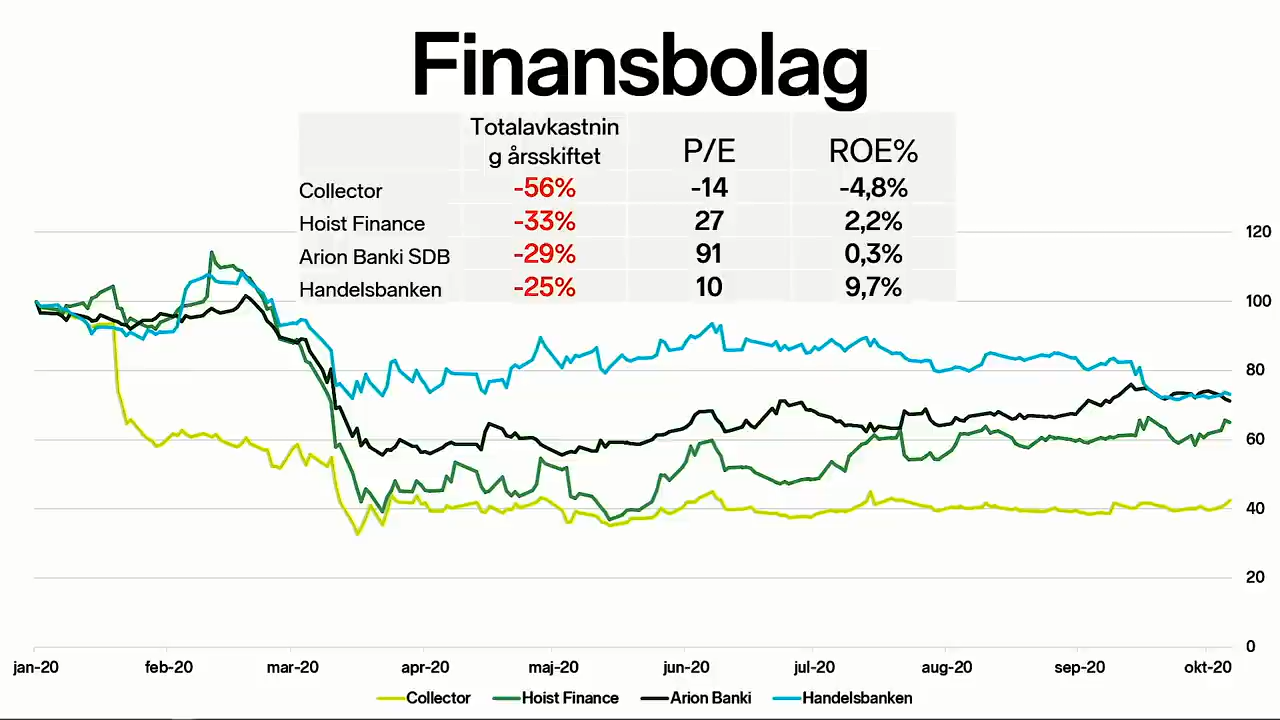 Finansbolag
Totalavkastnin
g årsskiftet P/E ROE%
Collector -56% -14 -4,8%
Hoist Finance -33% 27 2,2%
Arion Banki SDB -29% 91 0,3%
Handelsbanken -25% 10 9,7%
120
100
80
60
40
20
0
jan-20 feb-20 mar-20 apr-20 maj-20 jun-20 jul-20 aug-20 sep-20 okt-20
Collector Hoist Finance Arion Banki Handelsbanken